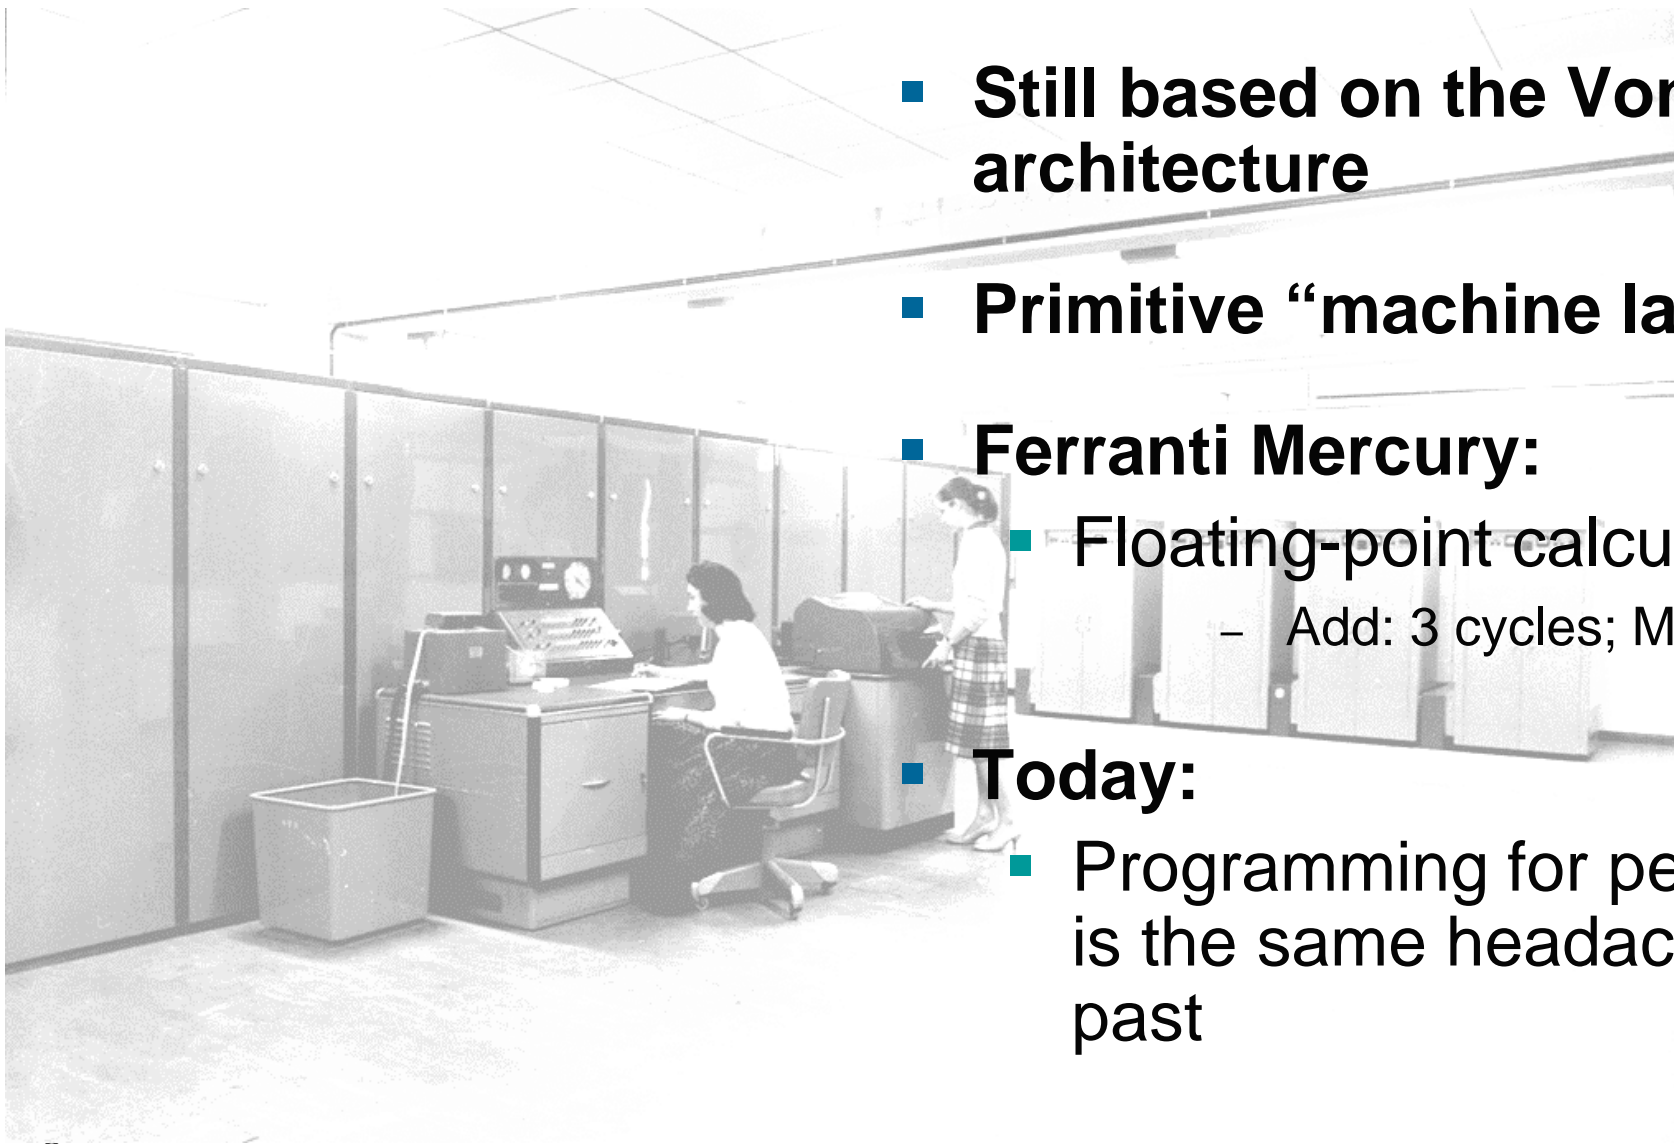 Still based on the Von
architecture
Primitive “machine la
Ferranti Mercury:
Floating-point calcu
– Add: 3 cycles; M
Today:
Programming for pe
is the same headac
past